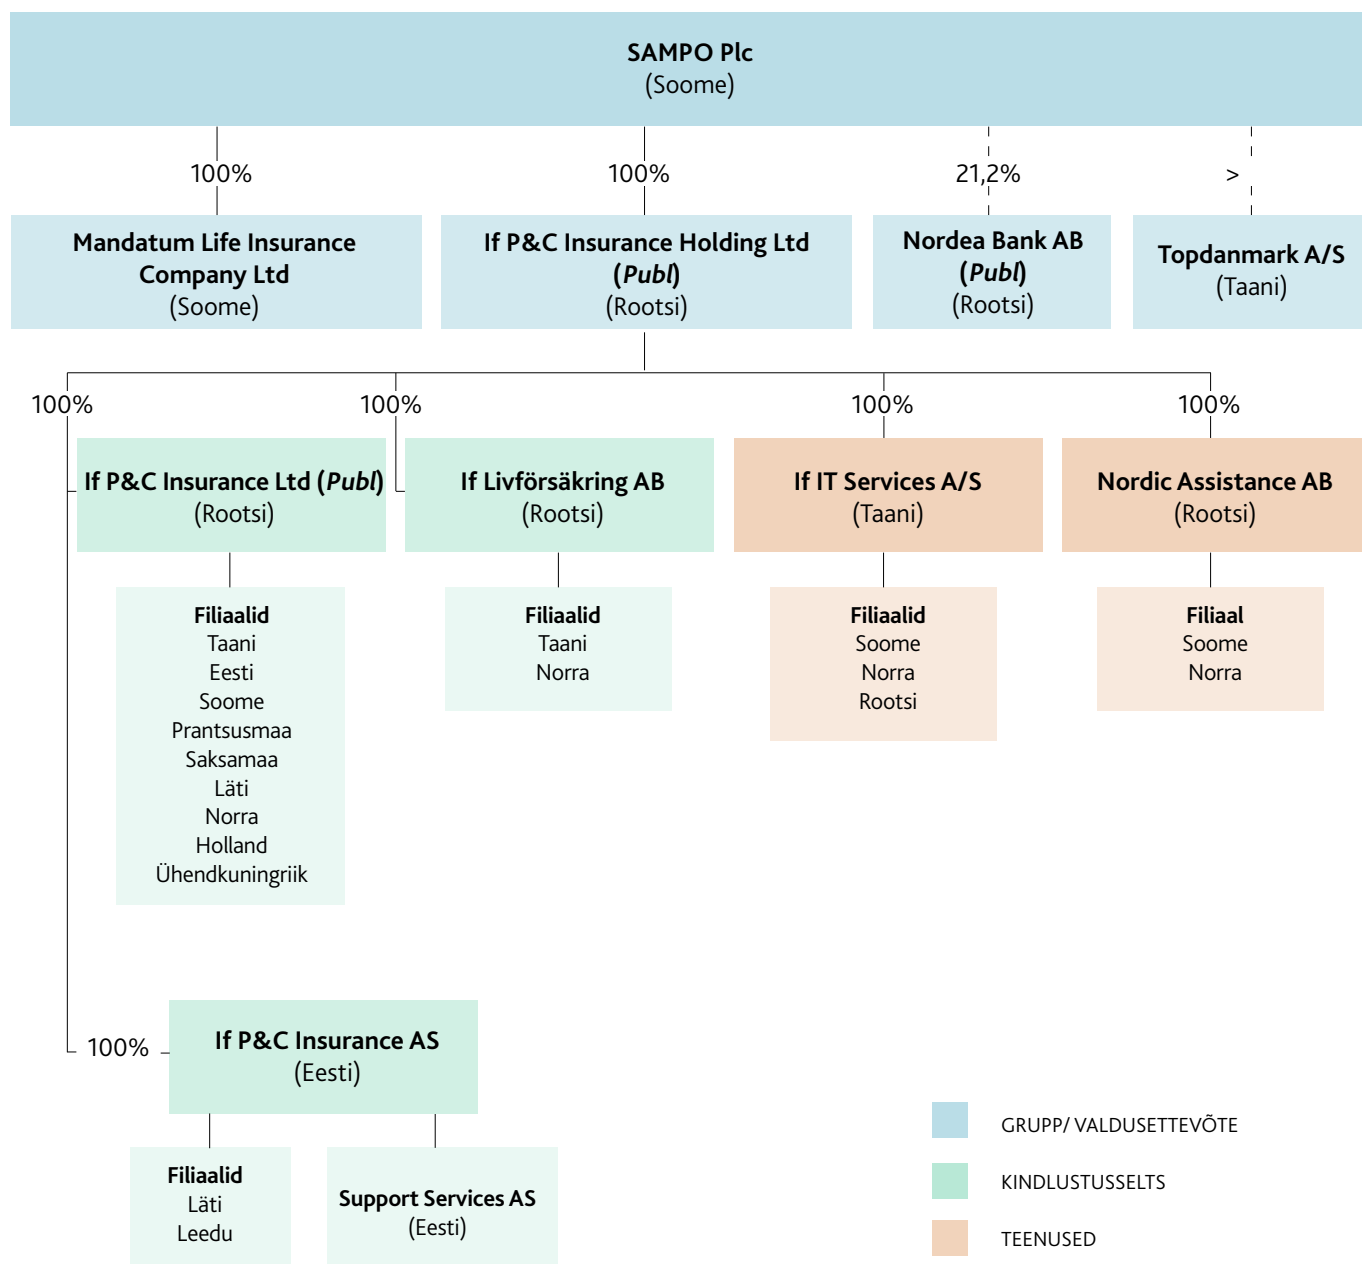 SAMPO Plc
(Soome)
100%
100%
21,2%
>
Mandatum Life Insurance
Company Ltd
(Soome)
If P&C Insurance Holding Ltd
(Publ)
(Rootsi)
Nordea Bank AB
(Publ)
(Rootsi)
Topdanmark A/S
(Taani)
100%
100%
100%
100%
If P&C Insurance Ltd (Publ)
(Rootsi)
If Livförsäkring AB
(Rootsi)
If IT Services A/S
(Taani)
Nordic Assistance AB
(Rootsi)
Filiaalid
Taani
Eesti
Soome
Prantsusmaa
Saksamaa
Läti
Norra
Holland
Ühendkuningriik
Filiaalid
Taani
Norra
Filiaalid
Soome
Norra
Rootsi
Filiaal
Soome
Norra
100%
If P&C Insurance AS
(Eesti)
Filiaalid
Läti
Leedu
Support Services AS
(Eesti)
GRUPP/ VALDUSETTEVÕTE
KINDLUSTUSSELTS
TEENUSED